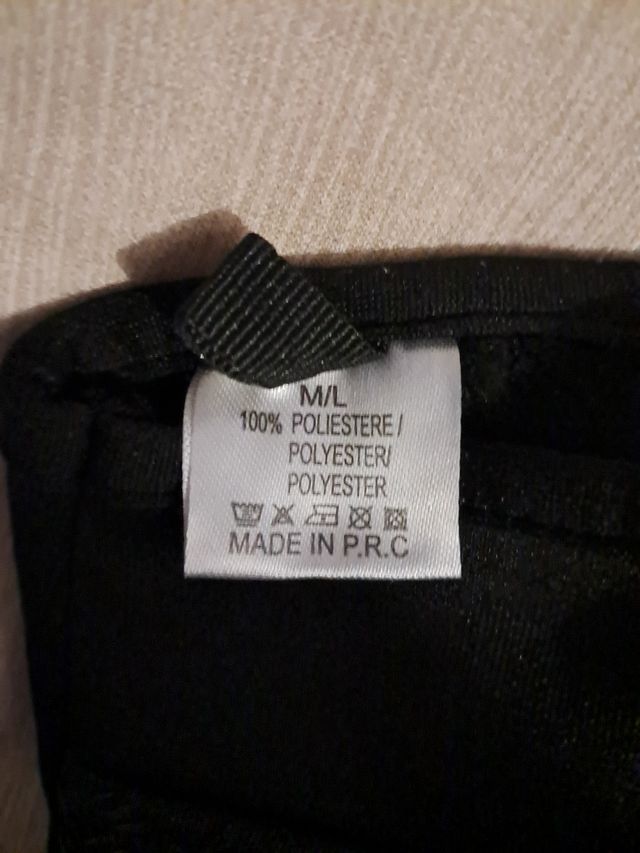 M/L
100% POLIESTERE/
POLYESTER/
POLYESTER
MADE IN P.R.C